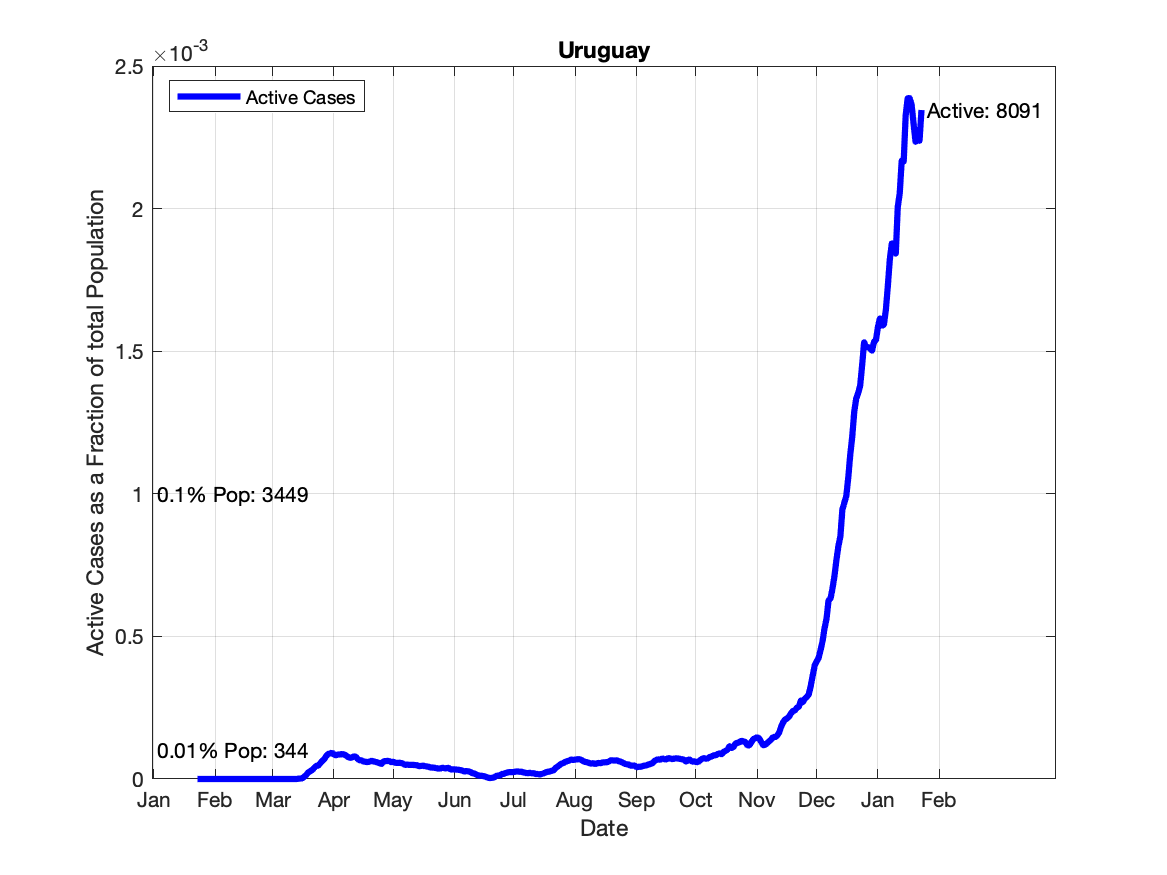 Uruguay
×10-3
2.5
2
1.5
1
0.5
0
Active Cases
Active: 8091
0.1% Pop: 3449
0.01% Pop: 344
Active Cases as a Fraction of total Population
Jan Feb Mar Apr May Jun Jul Aug Sep Oct Nov Dec Jan Feb
Date